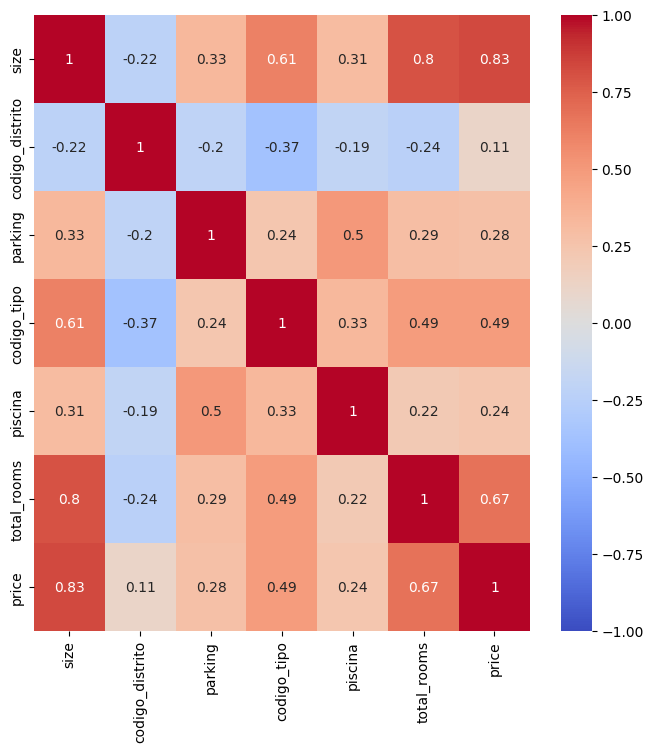 size 1 -0.22 0.33 0.61 0.31 0.8 0.83
codigo_distrito -0.22 1 -0.2 -0.37 -0.19 -0.24 0.11
parking 0.33 -0.2 1 0.24 0.5 0.29 0.28
codigo_tipo 0.61 -0.37 0.24 1 0.33 0.49 0.49
piscina 0.31 -0.19 0.5 0.33 1 0.22 0.24
total_rooms 0.8 -0.24 0.29 0.49 0.22 1 0.67
price 0.83 0.11 0.28 0.49 0.24 0.67 1
size codigo_distrito parking codigo_tipo piscina total_rooms price
1.00
0.75
0.50
0.25
0.00
−0.25
−0.50
−0.75
−1.00